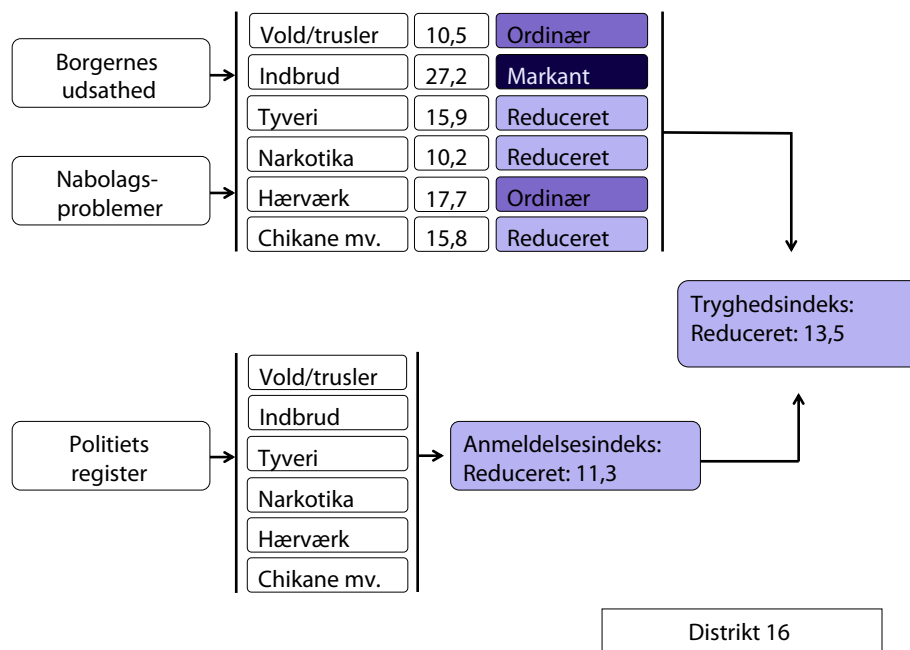 Borgernes
udsathed
Nabolags-
problemer
Vold/trusler 10,5 Ordinær
Indbrud 27,2 Markant
Tyveri 15,9 Reduceret
Narkotika 10,2 Reduceret
Hærværk 17,7 Ordinær
Chikane mv. 15,8 Reduceret
Tryghedsindeks:
Reduceret: 13,5
Politiets
register
Vold/trusler
Indbrud
Tyveri
Narkotika
Hærværk
Chikane mv.
Anmeldelsesindeks:
Reduceret: 11,3
Distrikt 16